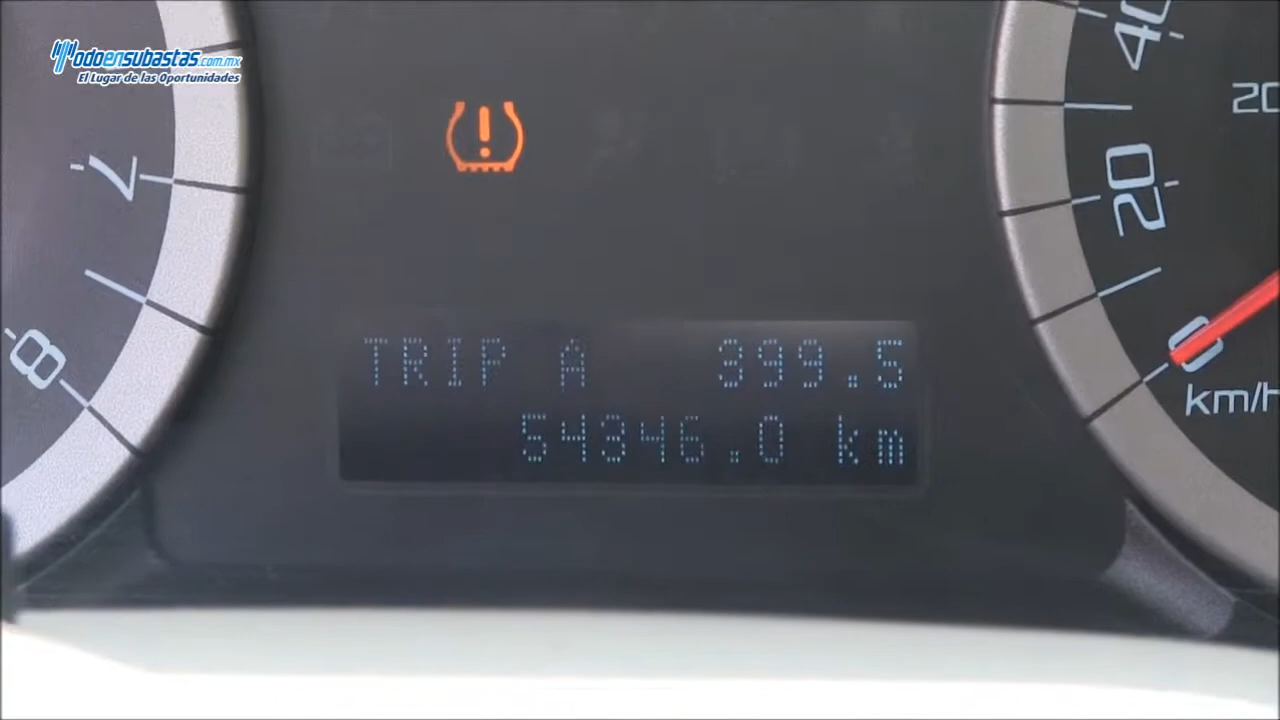 Todoensubastas.com.mx
El Lugar de las Oportunidades
7
8
TRIP A 399.5
54346.0 km
40
20
0
km/h
20